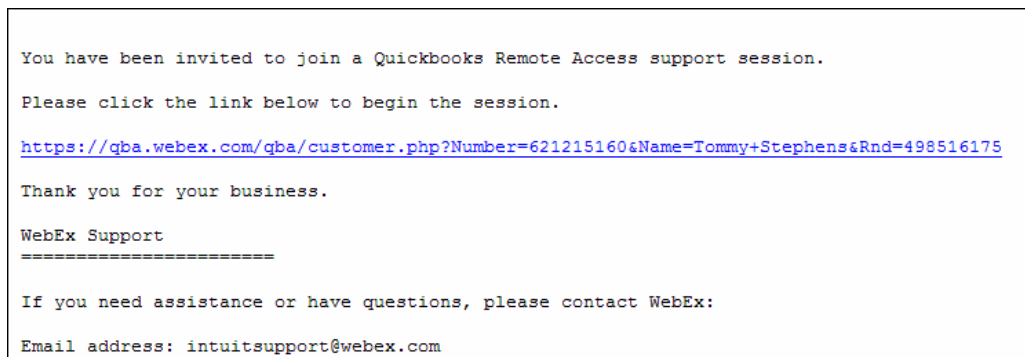 You have been invited to join a Quickbooks Remote Access support session.
Please click the link below to begin the session.
https://qba.webex.com/qba/customer.php?Number=621215160&Name=Tommy+Stephens&Rnd=498516175
Thank you for your business.
WebEx Support
=======================
If you need assistance or have questions, please contact WebEx:
Email address: intuitsupport@webex.com